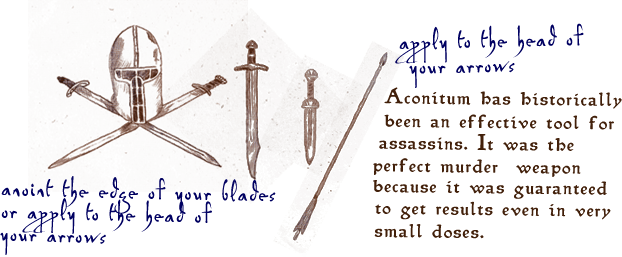 apply to the head of
your arrows
Aconitum has historically
been an effective tool for
assassins. It was the
perfect murder weapon
because it was guaranteed
to get results even in very
small doses.
anoint the edge of your blades
or apply to the head of
your arrows